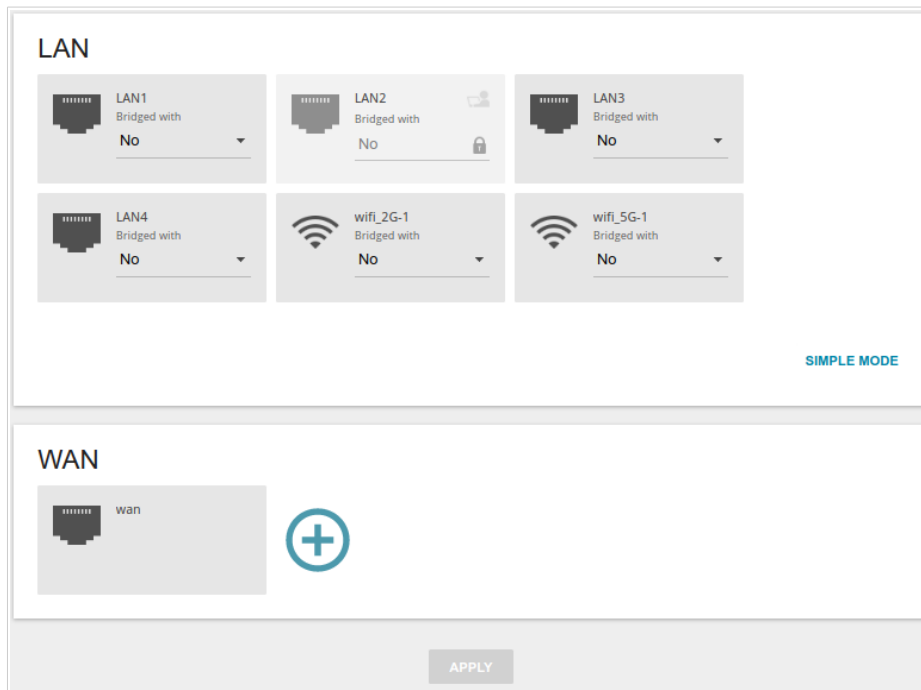 LAN
LAN1
Bridged with
No
LAN2
Bridged with
No
LAN3
Bridged with
No
LAN4
Bridged with
No
wifi_2G-1
Bridged with
No
wifi_5G-1
Bridged with
No
SIMPLE MODE
WAN
wan
APPLY